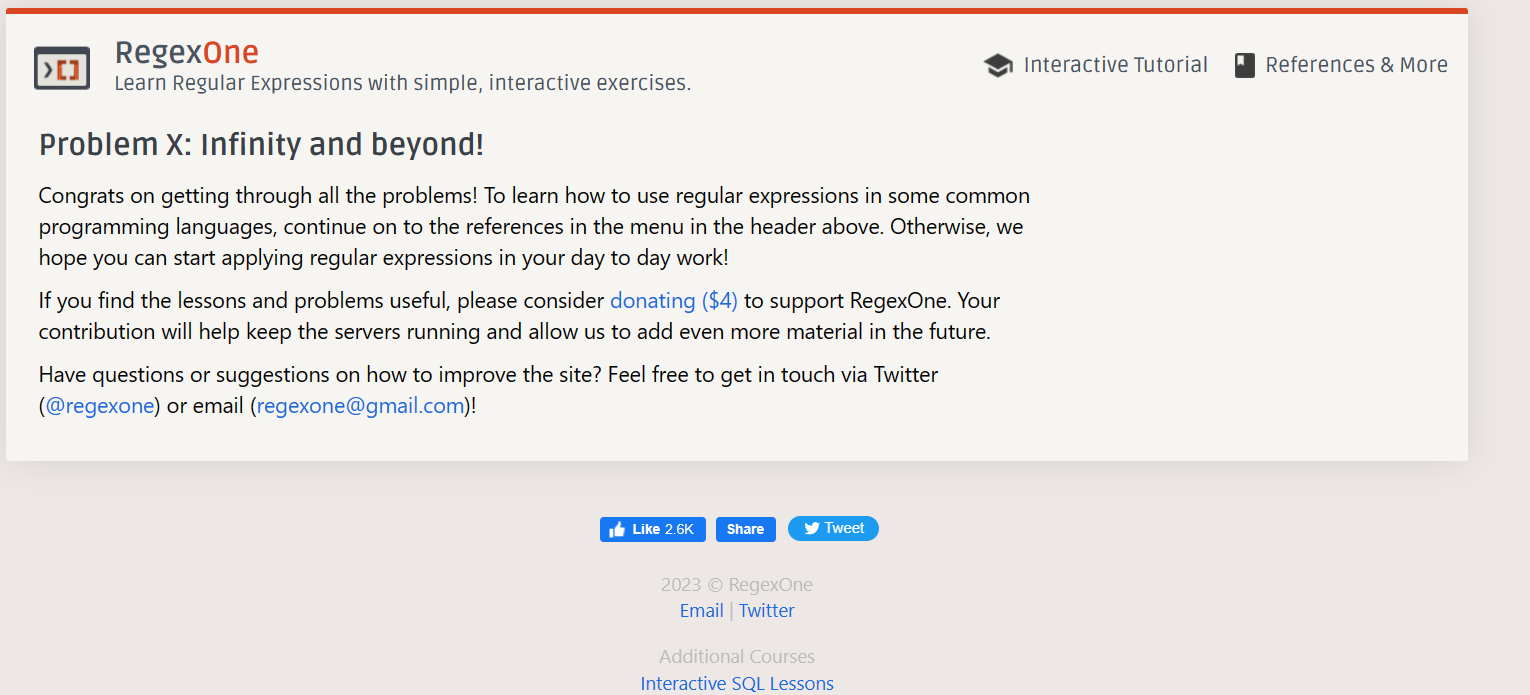 RegexOne
Learn Regular Expressions with simple, interactive exercises.
Interactive Tutorial
References & More
Problem X: Infinity and beyond!
Congrats on getting through all the problems! To learn how to use regular expressions in some common
programming languages, continue on to the references in the menu in the header above. Otherwise, we
hope you can start applying regular expressions in your day to day work!
If you find the lessons and problems useful, please consider donating ($4) to support RegexOne. Your
contribution will help keep the servers running and allow us to add even more material in the future.
Have questions or suggestions on how to improve the site? Feel free to get in touch via Twitter
(@regexone) or email (regexone@gmail.com)!
Like 2.6K Share Tweet
2023 © RegexOne
Email | Twitter
Additional Courses
Interactive SQL Lessons